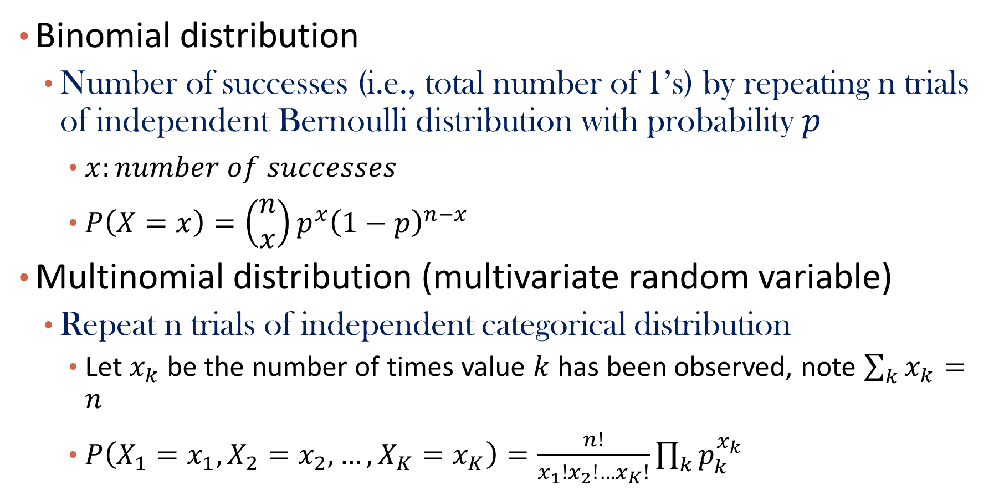 • Binomial distribution
• Number of successes (i.e., total number of 1’s) by repeating n trials
of independent Bernoulli distribution with probability 𝑝
• 𝑥: 𝑛𝑢𝑚𝑏𝑒𝑟 𝑜𝑓 𝑠𝑢𝑐𝑐𝑒𝑠𝑠𝑒𝑠
• $P(X = x) = \binom{n}{x} p^x (1 - p)^{n-x}$
• Multinomial distribution (multivariate random variable)
• Repeat n trials of independent categorical distribution
• Let $x_k$ be the number of times value $k$ has been observed, note $\sum_k x_k =$
$n$
• $P(X_1 = x_1, X_2 = x_2, \dots, X_K = x_K) = \frac{n!}{x_1! x_2! \dots x_K!} \prod_k p_k^{x_k}$